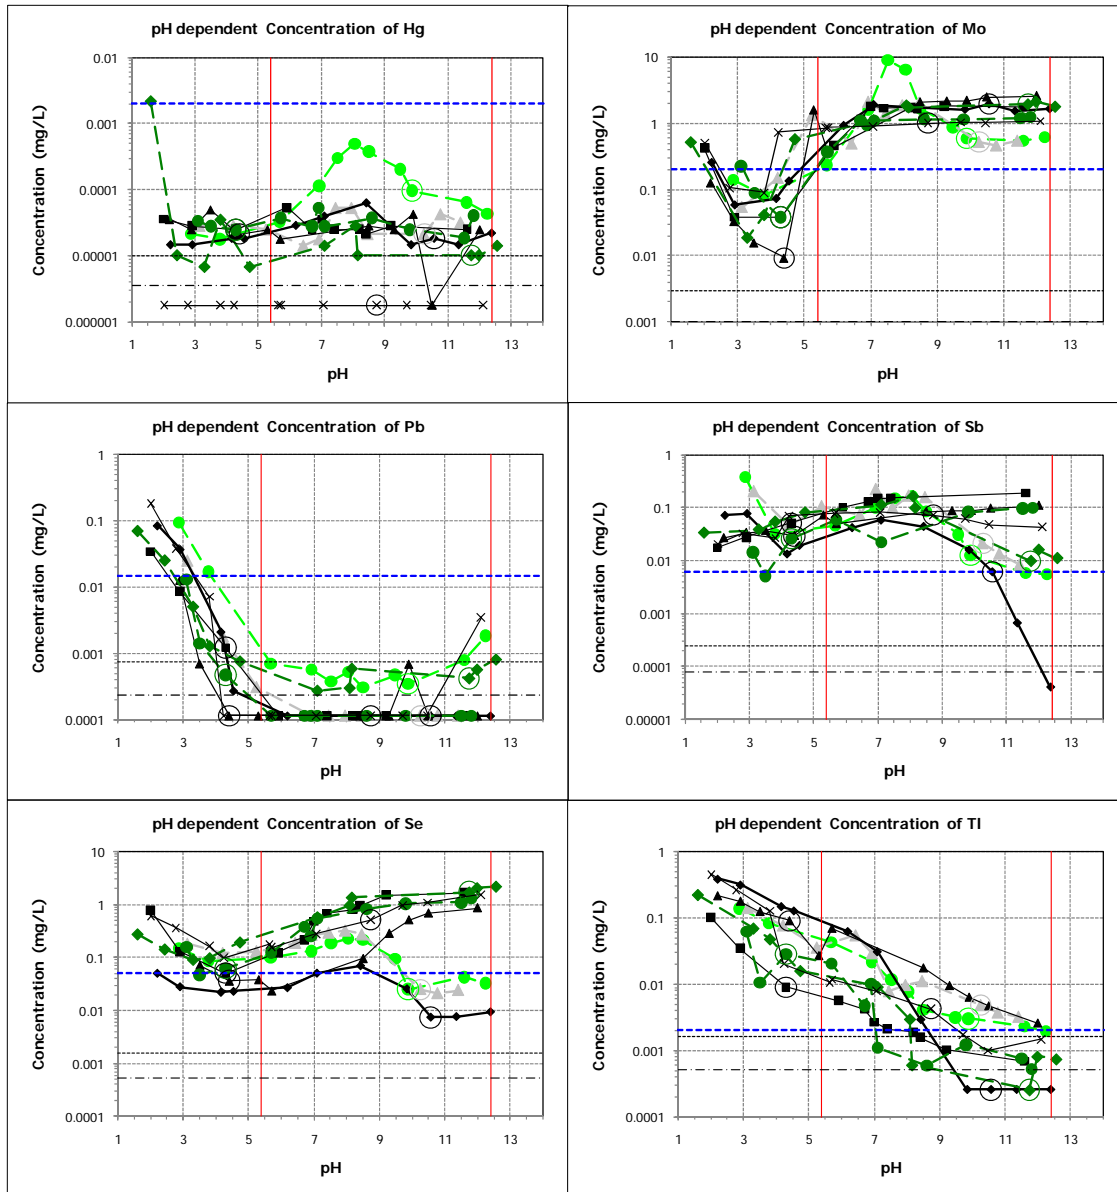 pH dependent Concentration of Hg
0.01
0.001
0.0001
0.00001
0.000001
Concentration (mg/L)
1 3 5 7 9 11 13
pH
pH dependent Concentration of Mo
10
1
0.1
0.01
0.001
Concentration (mg/L)
1 3 5 7 9 11 13
pH
pH dependent Concentration of Pb
1
0.1
0.01
0.001
0.0001
Concentration (mg/L)
1 3 5 7 9 11 13
pH
pH dependent Concentration of Sb
1
0.1
0.01
0.001
0.0001
0.00001
Concentration (mg/L)
1 3 5 7 9 11 13
pH
pH dependent Concentration of Se
10
1
0.1
0.01
0.001
0.0001
Concentration (mg/L)
1 3 5 7 9 11 13
pH
pH dependent Concentration of Tl
1
0.1
0.01
0.001
0.0001
Concentration (mg/L)
1 3 5 7 9 11 13
pH